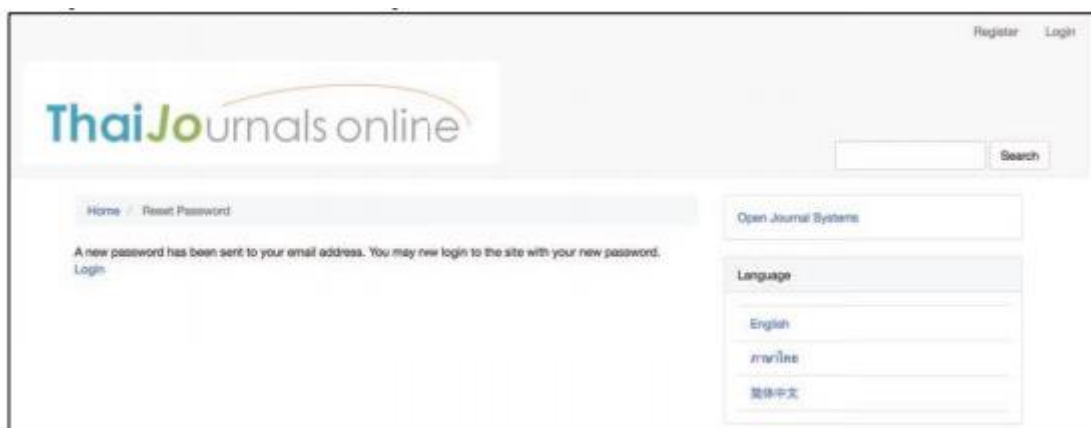 Register Login
ThaiJournals online
Search
Home / Reset Password
A new password has been sent to your email address. You may nrw login to the site with your new password.
Login
Open Journal Systems
Language
English
ภาษาไทย
简体中文